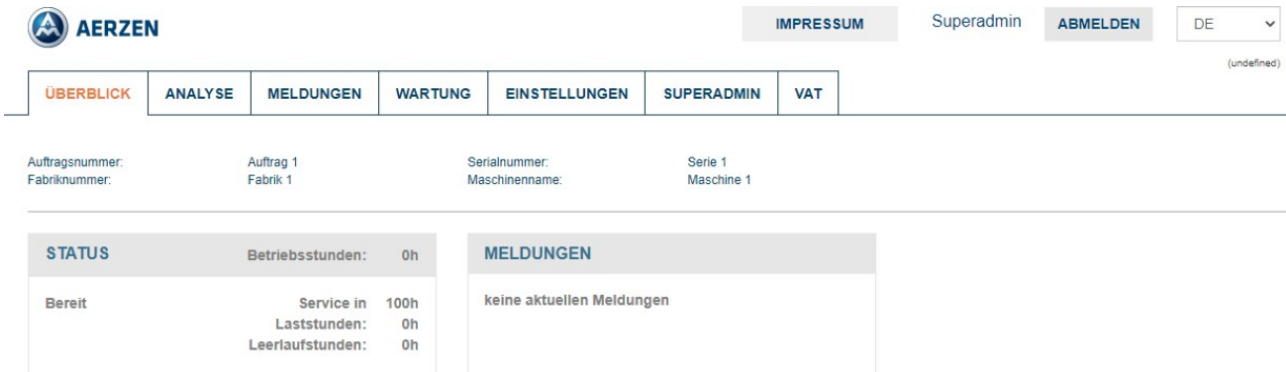 AERZEN
IMPRESSUM Superadmin ABMELDEN DE
(undefined)
ÜBERBLICK ANALYSE MELDUNGEN WARTUNG EINSTELLUNGEN SUPERADMIN VAT
Auftragsnummer: Auftrag 1 Serialnummer: Serie 1
Fabriknummer: Fabrik 1 Maschinenname: Maschine 1
STATUS Betriebsstunden: 0h
Bereit Service in 100h
Laststunden: 0h
Leerlaufstunden: 0h
MELDUNGEN
keine aktuellen Meldungen